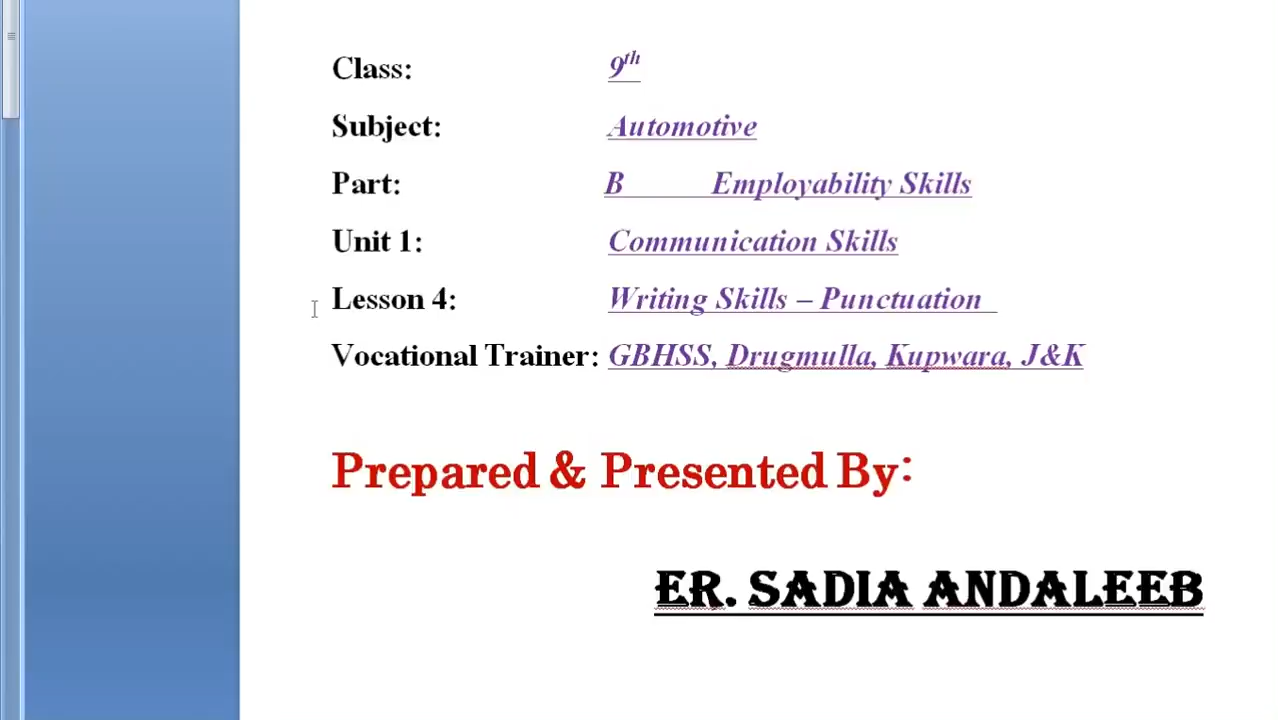 Class: 9th
Subject: Automotive
Part: B Employability Skills
Unit 1: Communication Skills
Lesson 4: Writing Skills – Punctuation
Vocational Trainer: GBHSS, Drugmulla, Kupwara, J&K
Prepared & Presented By:
ER. SADIA ANDALEEB